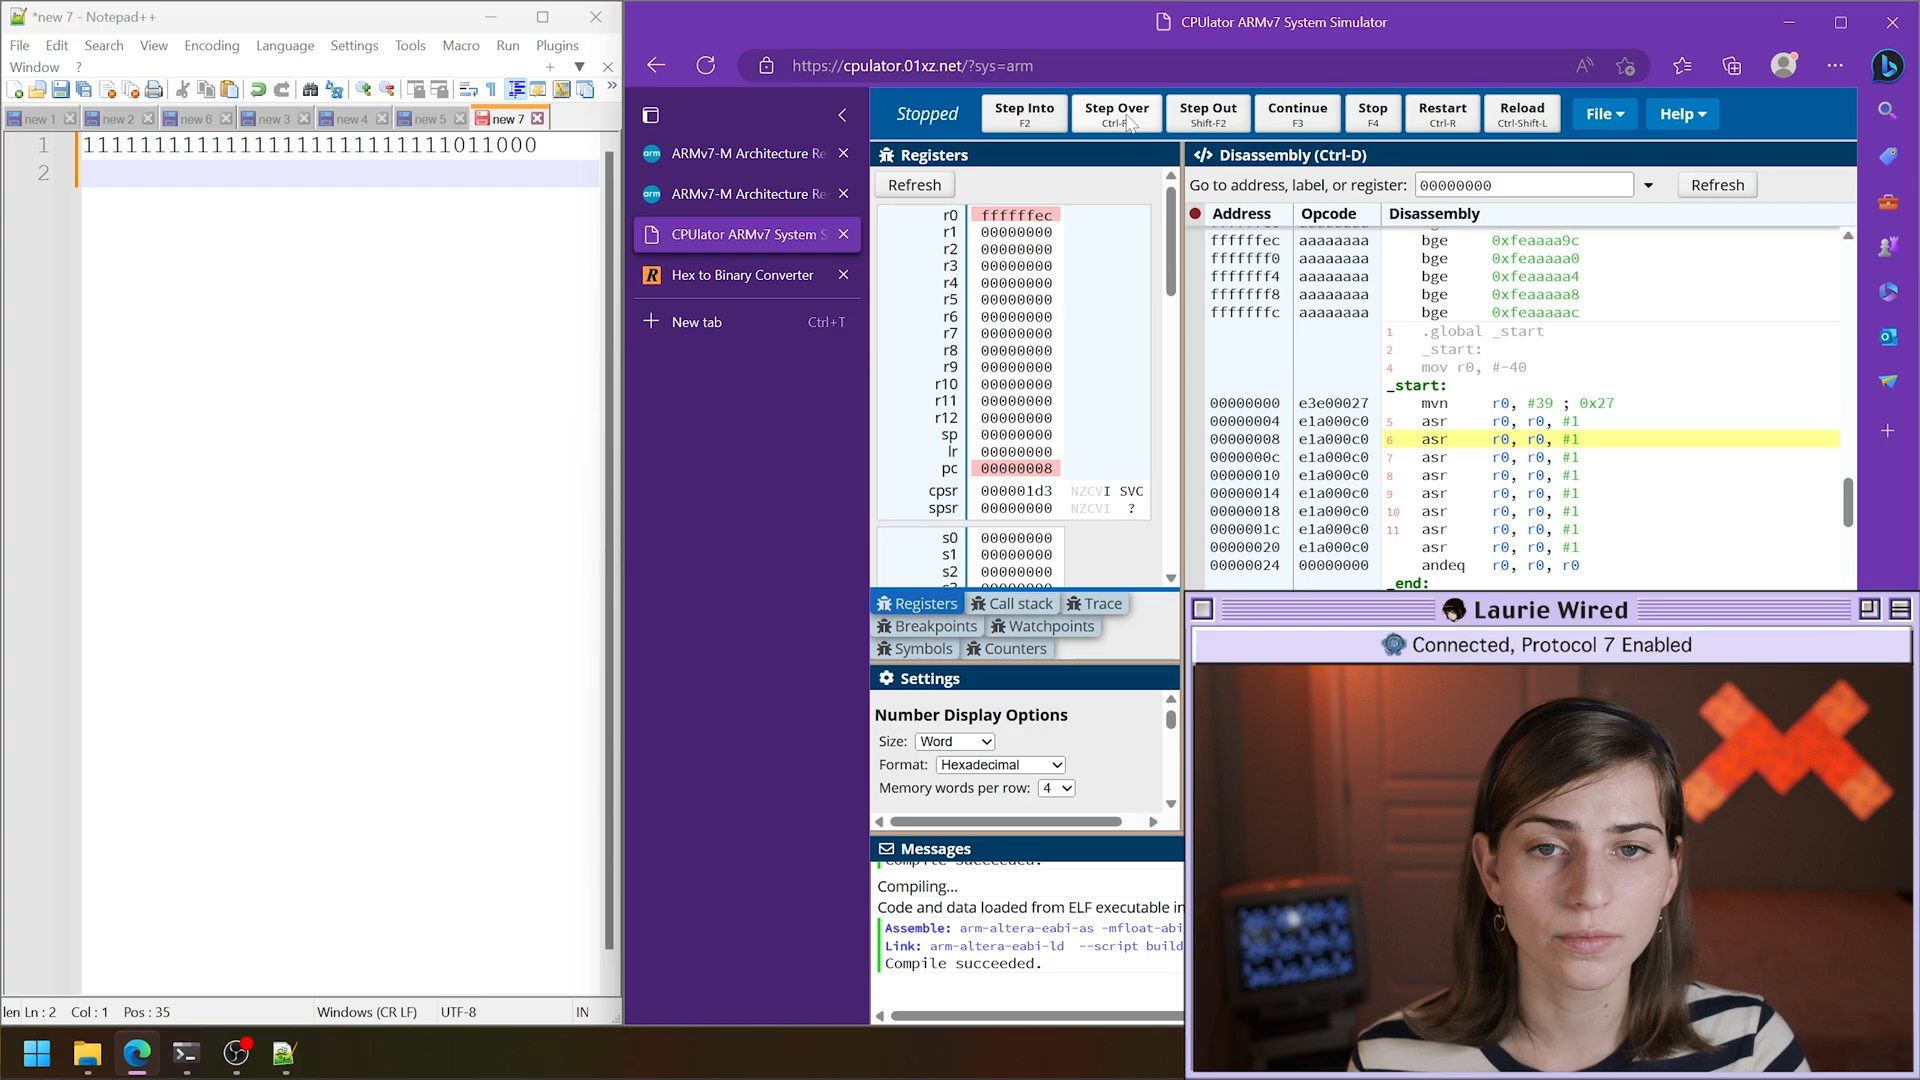 *new 7 - Notepad++
File Edit Search View Encoding Language Settings Tools Macro Run Plugins
Window ?
new 1 new 2 new 6 new 3 new 4 new 5 new 7
1 11111111111111111111111111011000
2
Ln : 2 Col : 1 Pos : 35 Windows (CR LF) UTF-8 IN
CPUlator ARMv7 System Simulator
https://cpulator.01xz.net/?sys=arm
ARMv7-M Architecture Re
ARMv7-M Architecture Re
CPUlator ARMv7 System S
Hex to Binary Converter
New tab Ctrl+T
Stopped
Step Into F2
Step Over
Step Out Shift-F2
Continue F3
Stop F4
Restart Ctrl-R
Reload Ctrl-Shift-L
File
Help
Registers
Refresh
r0 ffffffec
r1 00000000
r2 00000000
r3 00000000
r4 00000000
r5 00000000
r6 00000000
r7 00000000
r8 00000000
r9 00000000
r10 00000000
r11 00000000
r12 00000000
sp 00000000
lr 00000000
pc 00000008
cpsr 000001d3 NZCVI SVC
spsr 00000000 NZCVI ?
s0 00000000
s1 00000000
s2 00000000
Registers Call stack Trace
Breakpoints Watchpoints
Symbols Counters
Settings
Number Display Options
Size: Word
Format: Hexadecimal
Memory words per row: 4
Messages
Compile succeeded.
Compiling...
Code and data loaded from ELF executable in
Assemble: arm-altera-eabi-as -mfloat-abi
Link: arm-altera-eabi-ld --script build
Compile succeeded.
</> Disassembly (Ctrl-D)
Go to address, label, or register: 00000000 Refresh
Address Opcode Disassembly
ffffffec aaaaaaaa bge 0xfeaaaa9c
fffffff0 aaaaaaaa bge 0xfeaaaaa0
fffffff4 aaaaaaaa bge 0xfeaaaaa4
fffffff8 aaaaaaaa bge 0xfeaaaaa8
fffffffc aaaaaaaa bge 0xfeaaaaac
1 .global _start
2 _start:
4 mov r0, #-40
_start:
00000000 e3e00027 mvn r0, #39 ; 0x27
00000004 e1a000c0 5 asr r0, r0, #1
00000008 e1a000c0 6 asr r0, r0, #1
0000000c e1a000c0 7 asr r0, r0, #1
00000010 e1a000c0 8 asr r0, r0, #1
00000014 e1a000c0 9 asr r0, r0, #1
00000018 e1a000c0 10 asr r0, r0, #1
0000001c e1a000c0 11 asr r0, r0, #1
00000020 e1a000c0 asr r0, r0, #1
00000024 00000000 andeq r0, r0, r0
_end:
Laurie Wired
Connected, Protocol 7 Enabled